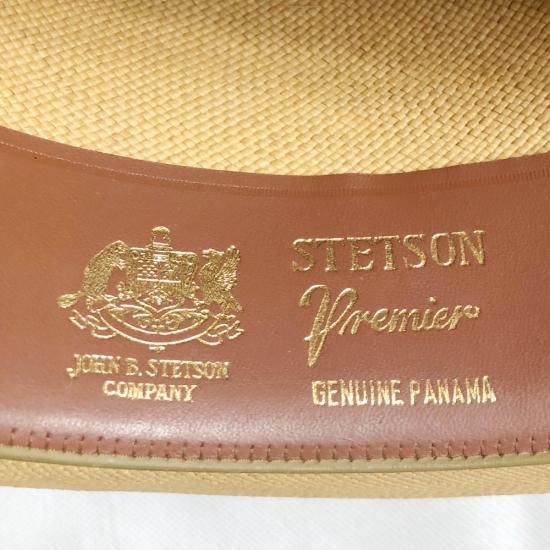 JOHN B. STETSON
COMPANY
STETSON
Premier
GENUINE PANAMA